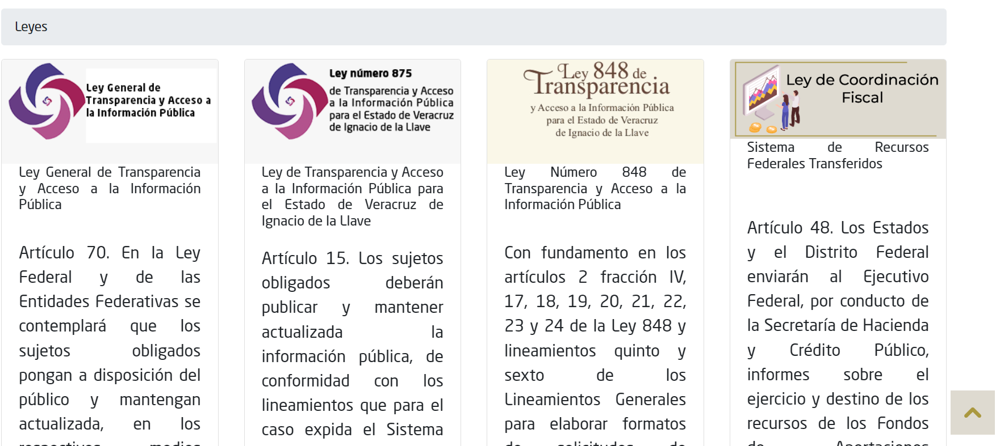 Leyes
Ley General de
Transparencia y Acceso a
la Información Pública
Ley General de Transparencia
y Acceso a la Información
Pública
Artículo 70. En la Ley
Federal y de las
Entidades Federativas se
contemplará que los
sujetos obligados
pongan a disposición del
público y mantengan
actualizada, en los
respectivos medios
Ley número 875
de Transparencia y Acceso
a la Información Pública
para el Estado de Veracruz
de Ignacio de la Llave
Ley de Transparencia y Acceso
a la Información Pública para
el Estado de Veracruz de
Ignacio de la Llave
Artículo 15. Los sujetos
obligados deberán
publicar y mantener
actualizada la
información pública, de
conformidad con los
lineamientos que para el
caso expida el Sistema
Ley 848 de
Transparencia
y Acceso a la Información Pública
para el Estado de Veracruz
de Ignacio de la Llave
Ley Número 848 de
Transparencia y Acceso a la
Información Pública
Con fundamento en los
artículos 2 fracción IV,
17, 18, 19, 20, 21, 22,
23 y 24 de la Ley 848 y
lineamientos quinto y
sexto de los
Lineamientos Generales
para elaborar formatos
de solicitudes de
Ley de Coordinación
Fiscal
Sistema de Recursos
Federales Transferidos
Artículo 48. Los Estados
y el Distrito Federal
enviarán al Ejecutivo
Federal, por conducto de
la Secretaría de Hacienda
y Crédito Público,
informes sobre el
ejercicio y destino de los
recursos de los Fondos
de Aportaciones